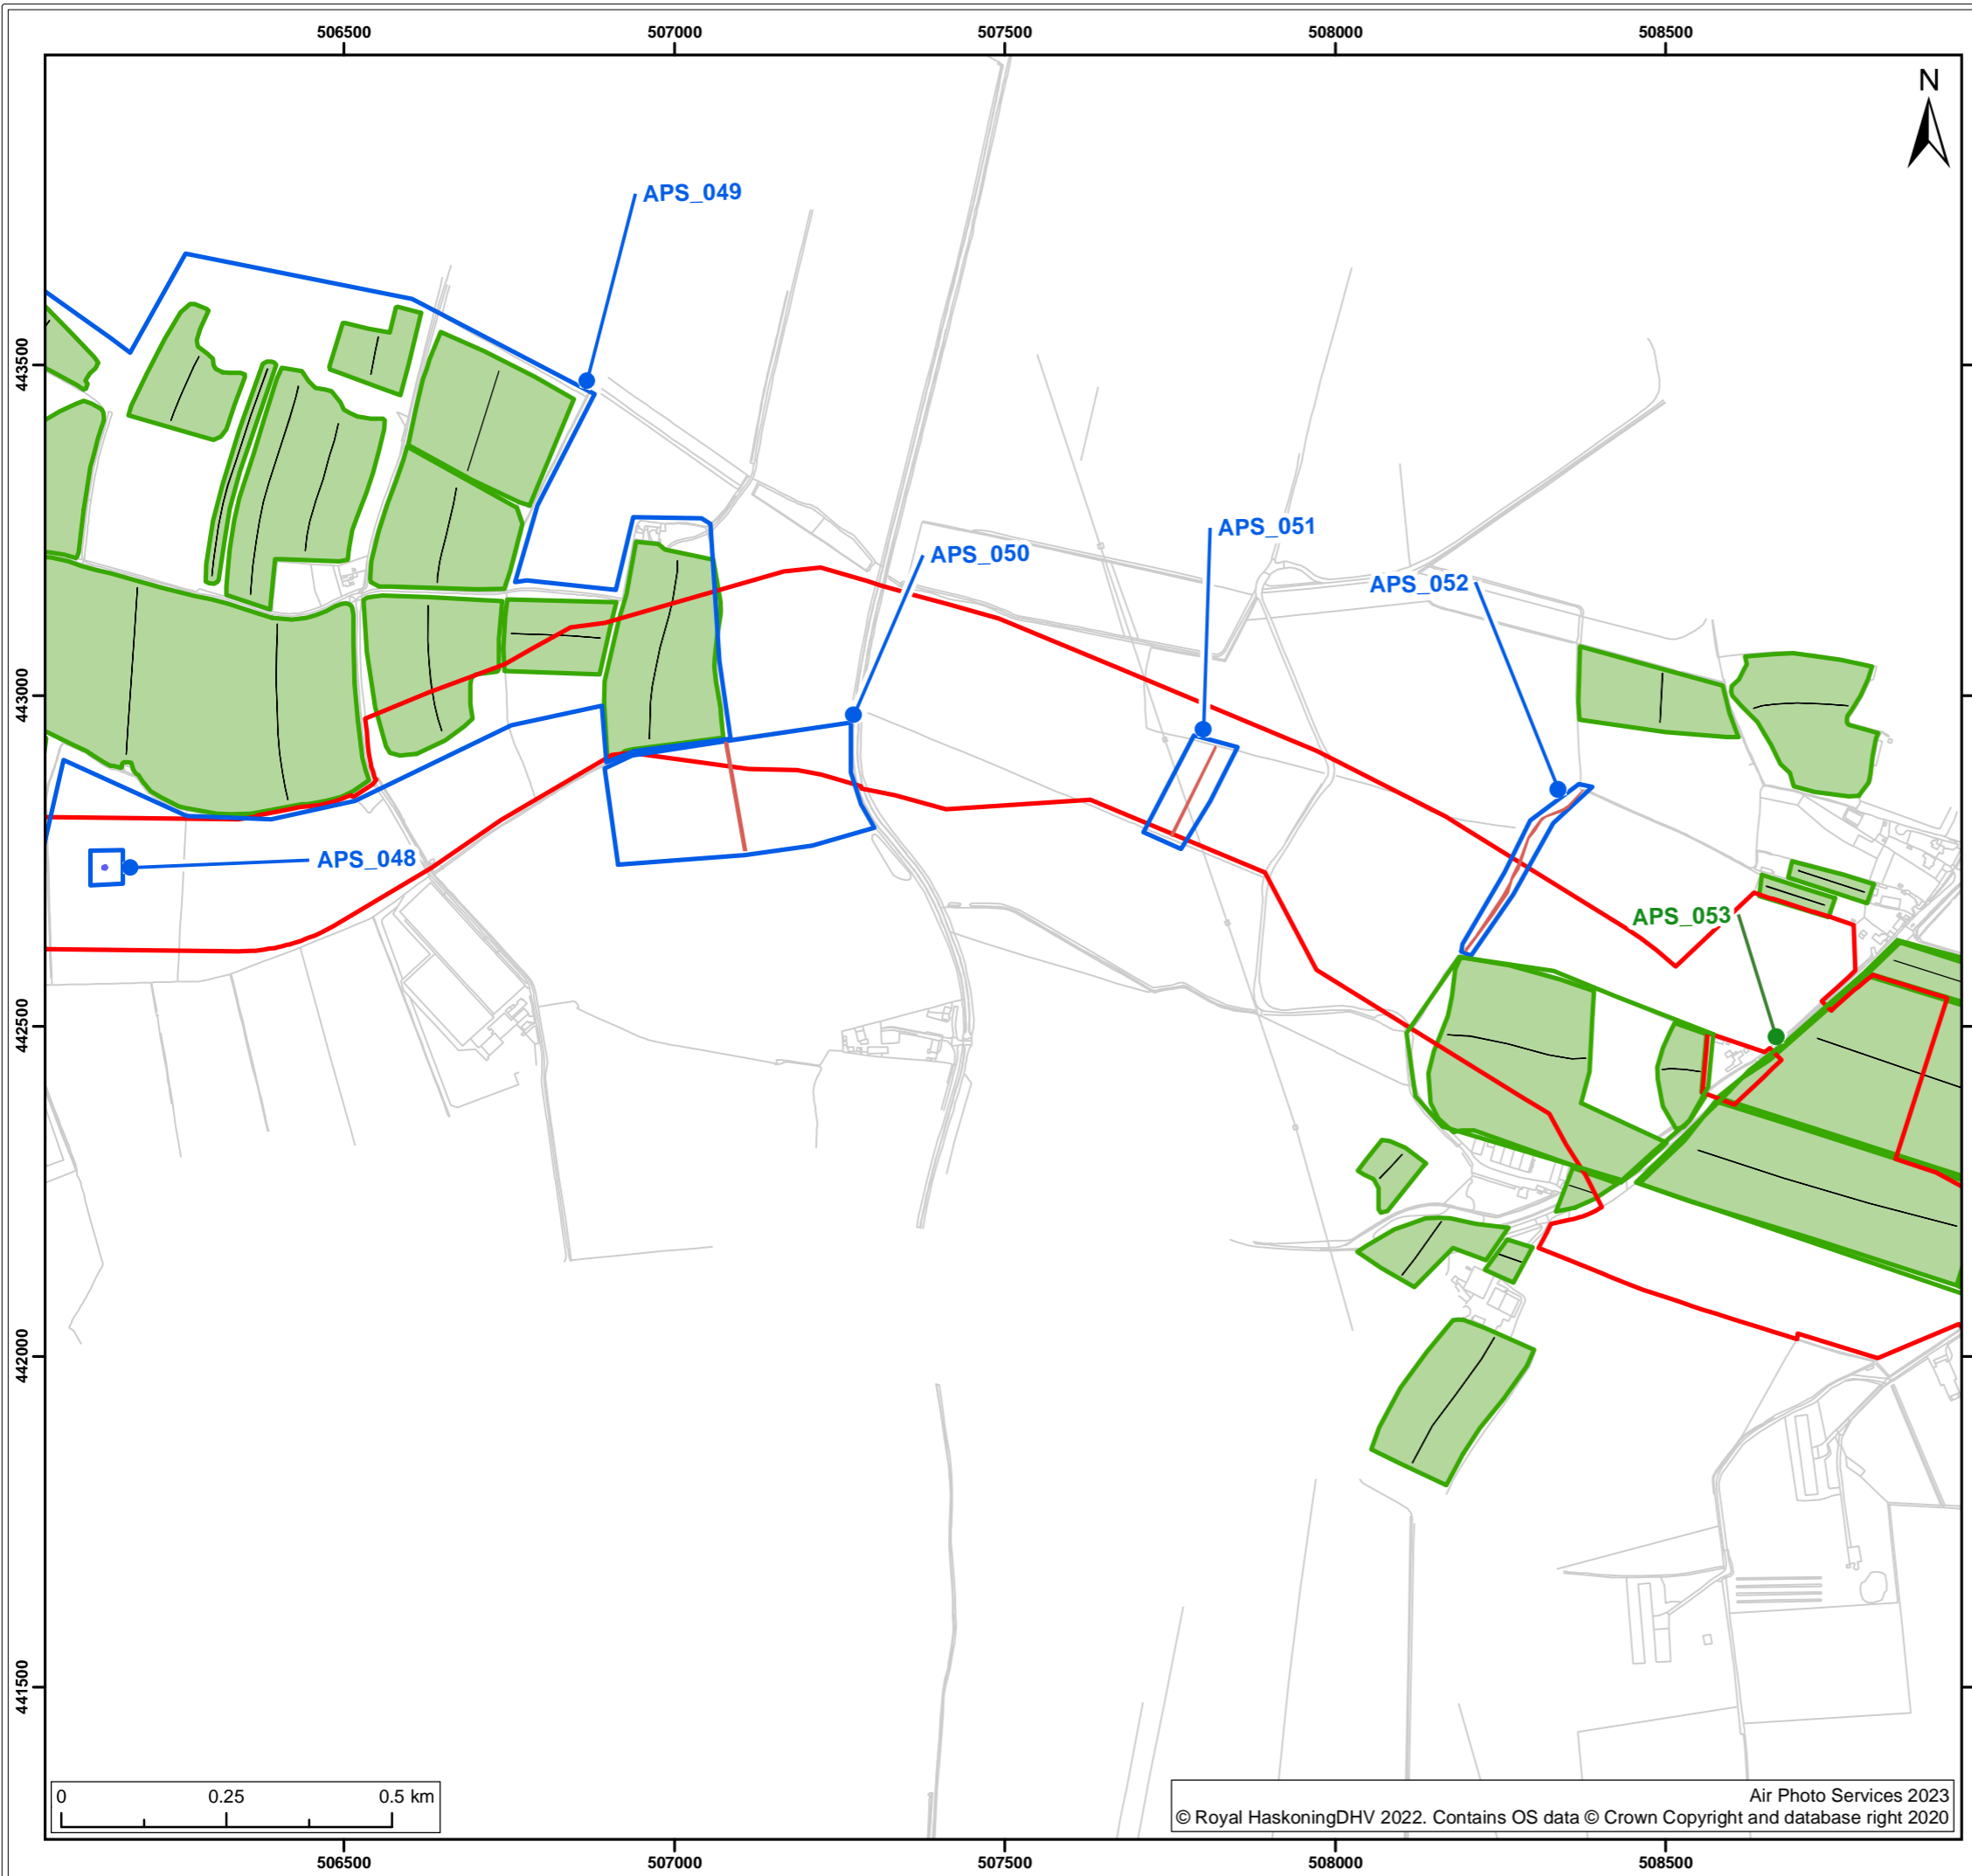 506500 507000 507500 508000 508500
N
APS_049
443500
APS_051
APS_050
APS_052
443000
APS_048
APS_053
442500
442000
441500
0 0.25 0.5 km
Air Photo Services 2023
© Royal HaskoningDHV 2022. Contains OS data © Crown Copyright and database right 2020
506500 507000 507500 508000 508500